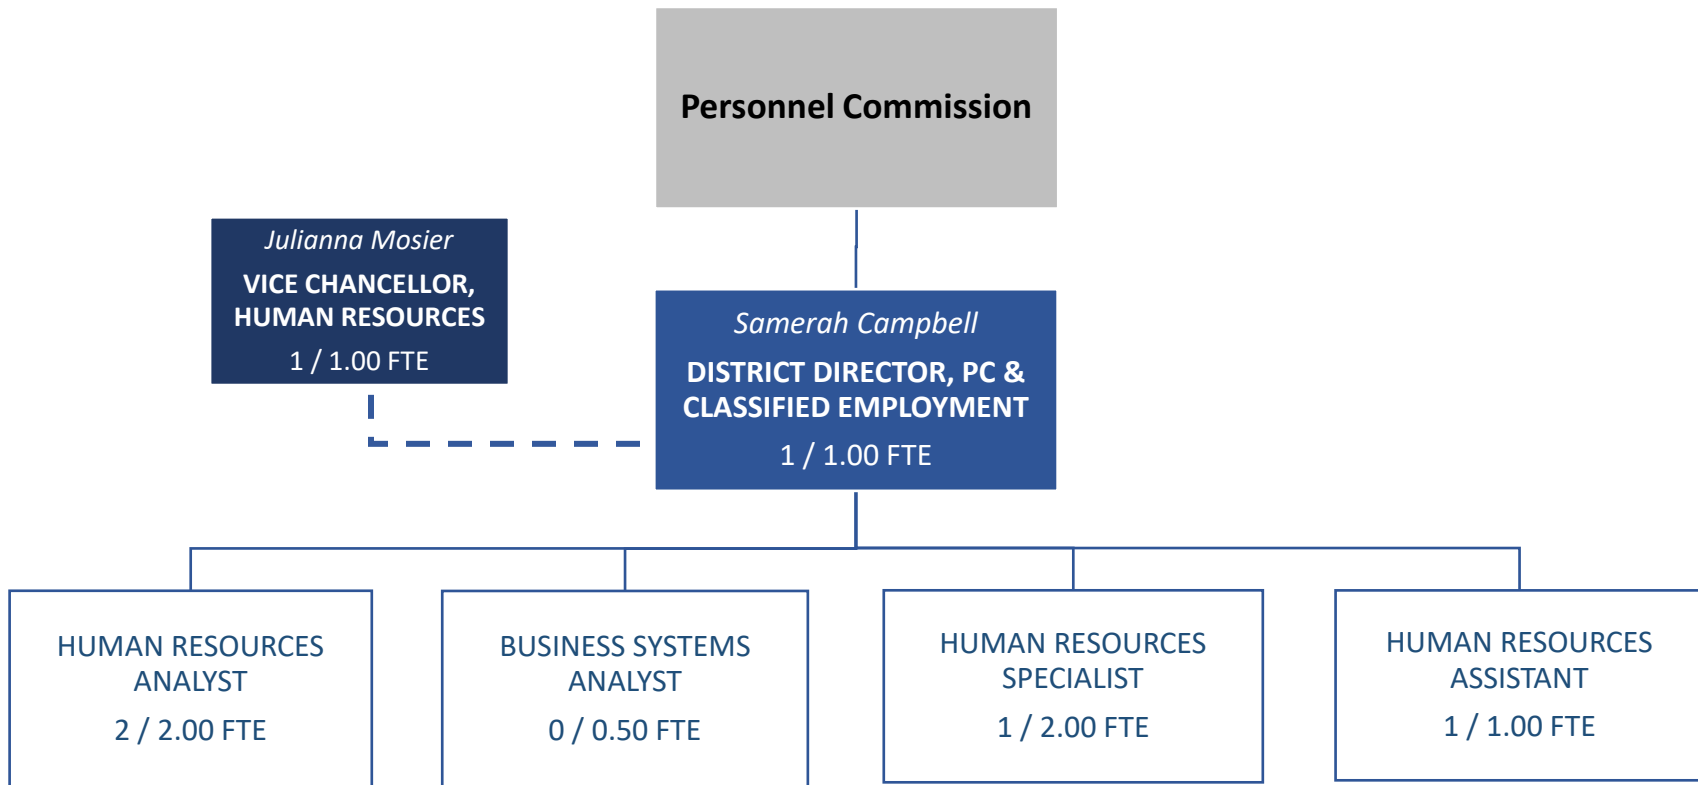 Personnel Commission
Julianna Mosier
VICE CHANCELLOR,
HUMAN RESOURCES
1 / 1.00 FTE
Samerah Campbell
DISTRICT DIRECTOR, PC &
CLASSIFIED EMPLOYMENT
1 / 1.00 FTE
HUMAN RESOURCES
ANALYST
2 / 2.00 FTE
BUSINESS SYSTEMS
ANALYST
0 / 0.50 FTE
HUMAN RESOURCES
SPECIALIST
1 / 2.00 FTE
HUMAN RESOURCES
ASSISTANT
1 / 1.00 FTE